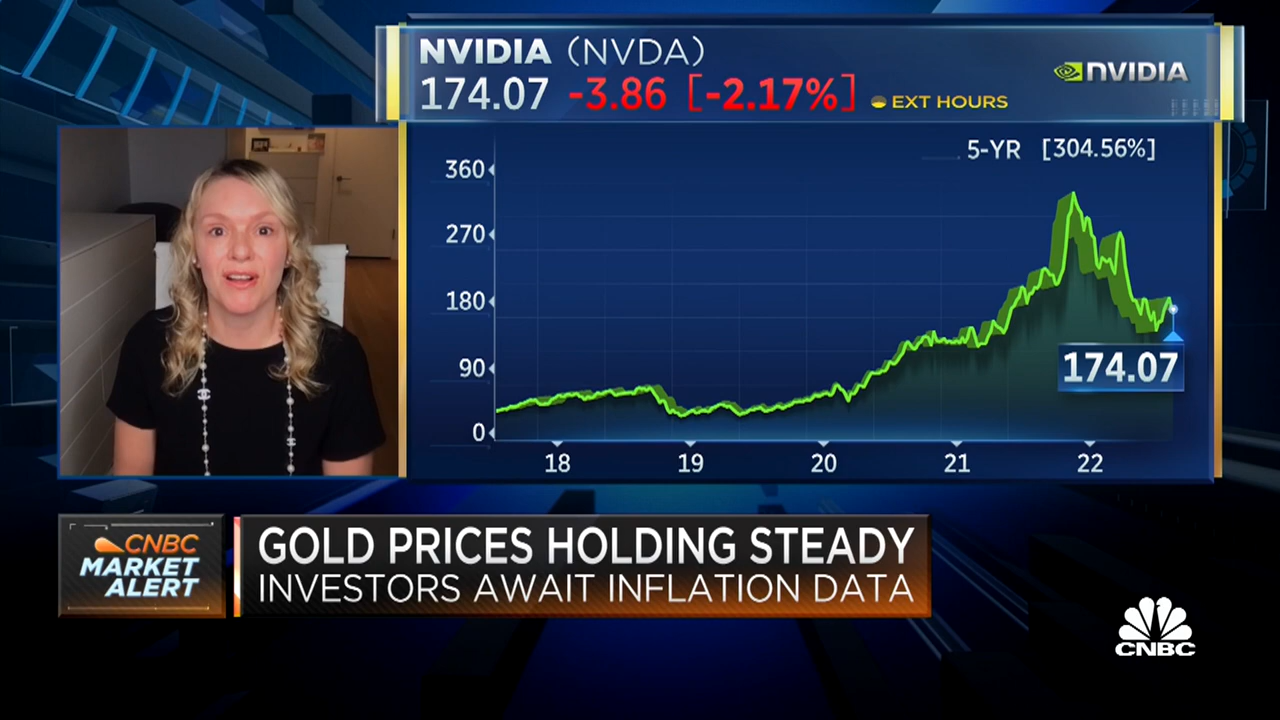 NVIDIA (NVDA)
174.07 -3.86 [-2.17%] EXT HOURS
NVIDIA
5-YR [304.56%]
360
270
180
90
0
174.07
18 19 20 21 22
CNBC
MARKET
ALERT
GOLD PRICES HOLDING STEADY
INVESTORS AWAIT INFLATION DATA
CNBC